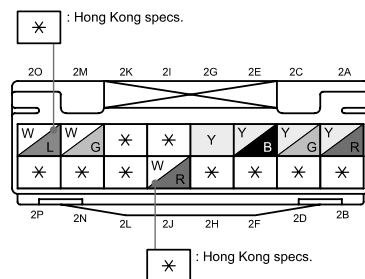 * : Hong Kong specs.
2O 2M 2K 2I 2G 2E 2C 2A
W L W G * * Y Y B Y G Y R
* * * W R * * * *
2P 2N 2L 2J 2H 2F 2D 2B
* : Hong Kong specs.